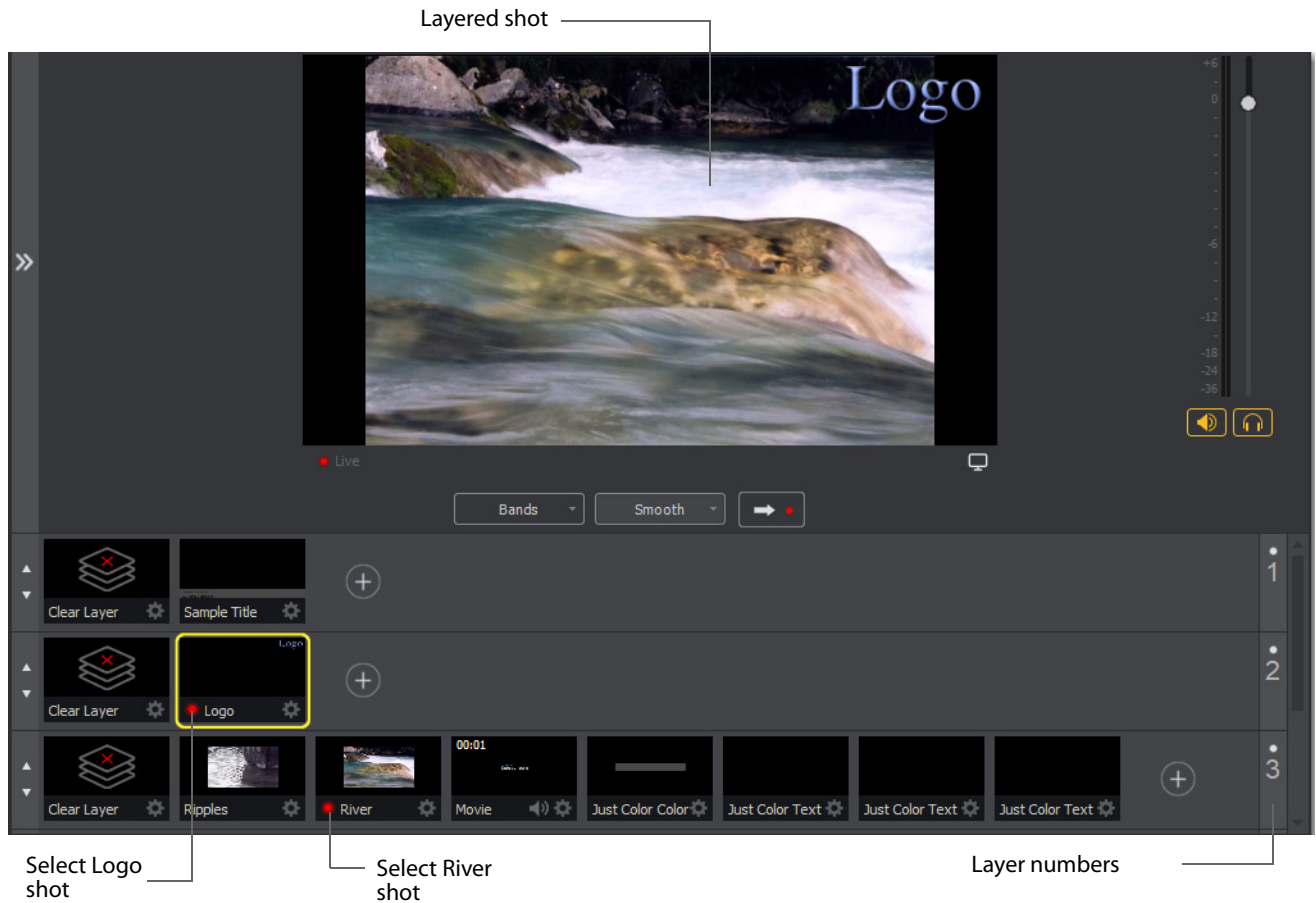 Layered shot
Logo
+6
0
-6
-12
-18
-24
-36
Live
Bands
Smooth
Clear Layer
Sample Title
1
Logo
Clear Layer
Logo
2
00:01
Clear Layer
Ripples
River
Movie
Just Color Color
Just Color Text
Just Color Text
Just Color Text
3
Select Logo
shot
Select River
shot
Layer numbers